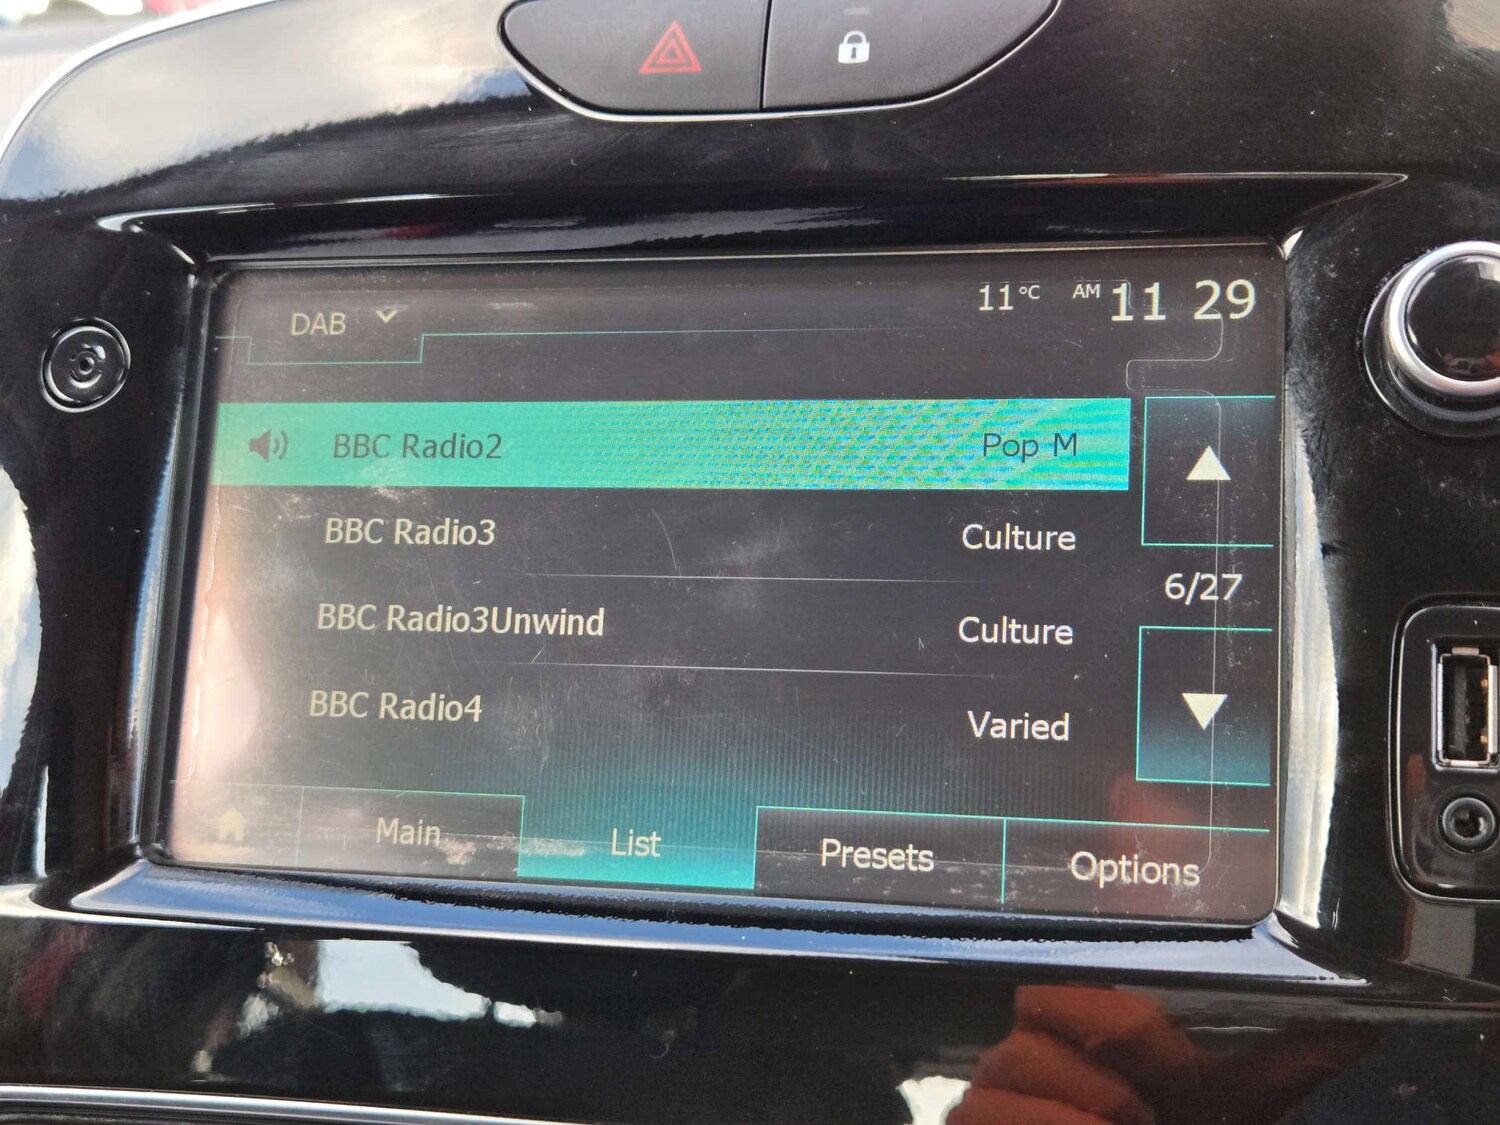 DAB 11°C AM 11 29
BBC Radio2 Pop M
BBC Radio3 Culture
6/27
BBC Radio3Unwind Culture
BBC Radio4 Varied
Main List Presets Options